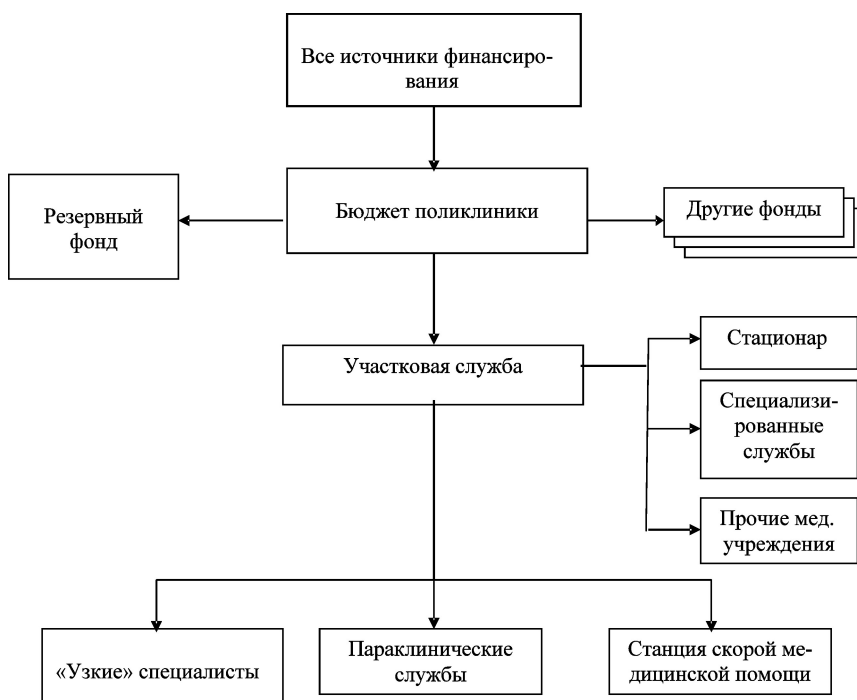 Все источники финансиро-
вания
Резервный
фонд
Бюджет поликлиники
Другие фонды
Участковая служба
Стационар
Специализи-
рованные
службы
Прочие мед.
учреждения
«Узкие» специалисты
Параклинические
службы
Станция скорой ме-
дицинской помощи